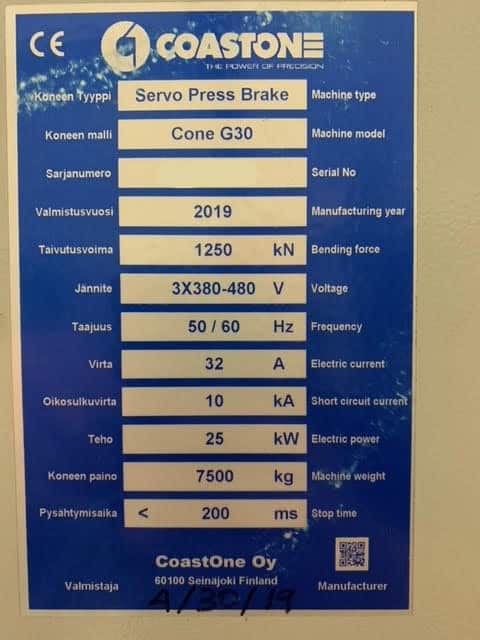 CE COASTONE
THE POWER OF PRECISION
Koneen Tyyppi Servo Press Brake Machine type
Koneen malli Cone G30 Machine model
Sarjanumero Serial No
Valmistusvuosi 2019 Manufacturing year
Taivutusvoima 1250 kN Bending force
Jännite 3X380-480 V Voltage
Taajuus 50 / 60 Hz Frequency
Virta 32 A Electric current
Oikosulkuvirta 10 kA Short circuit current
Teho 25 kW Electric power
Koneen paino 7500 kg Machine weight
Pysähtymisaika < 200 ms Stop time
CoastOne Oy
Valmistaja 60100 Seinäjoki Finland Manufacturer
A/30/19